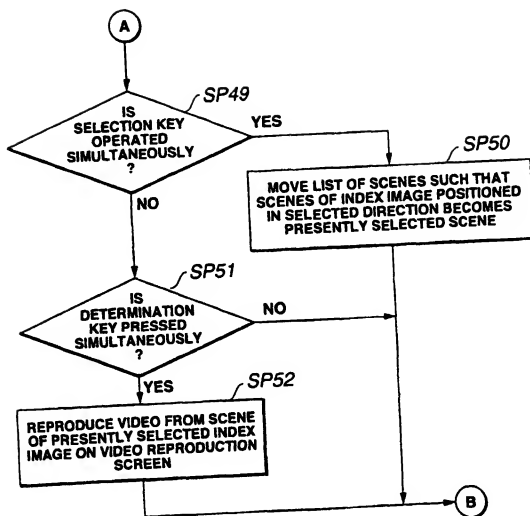 A
SP49
IS
SELECTION KEY
OPERATED
SIMULTANEOUSLY
?
YES
NO
SP50
MOVE LIST OF SCENES SUCH THAT
SCENES OF INDEX IMAGE POSITIONED
IN SELECTED DIRECTION BECOMES
PRESENTLY SELECTED SCENE
SP51
IS
DETERMINATION
KEY PRESSED
SIMULTANEOUSLY
?
NO
YES
SP52
REPRODUCE VIDEO FROM SCENE
OF PRESENTLY SELECTED INDEX
IMAGE ON VIDEO REPRODUCTION
SCREEN
B